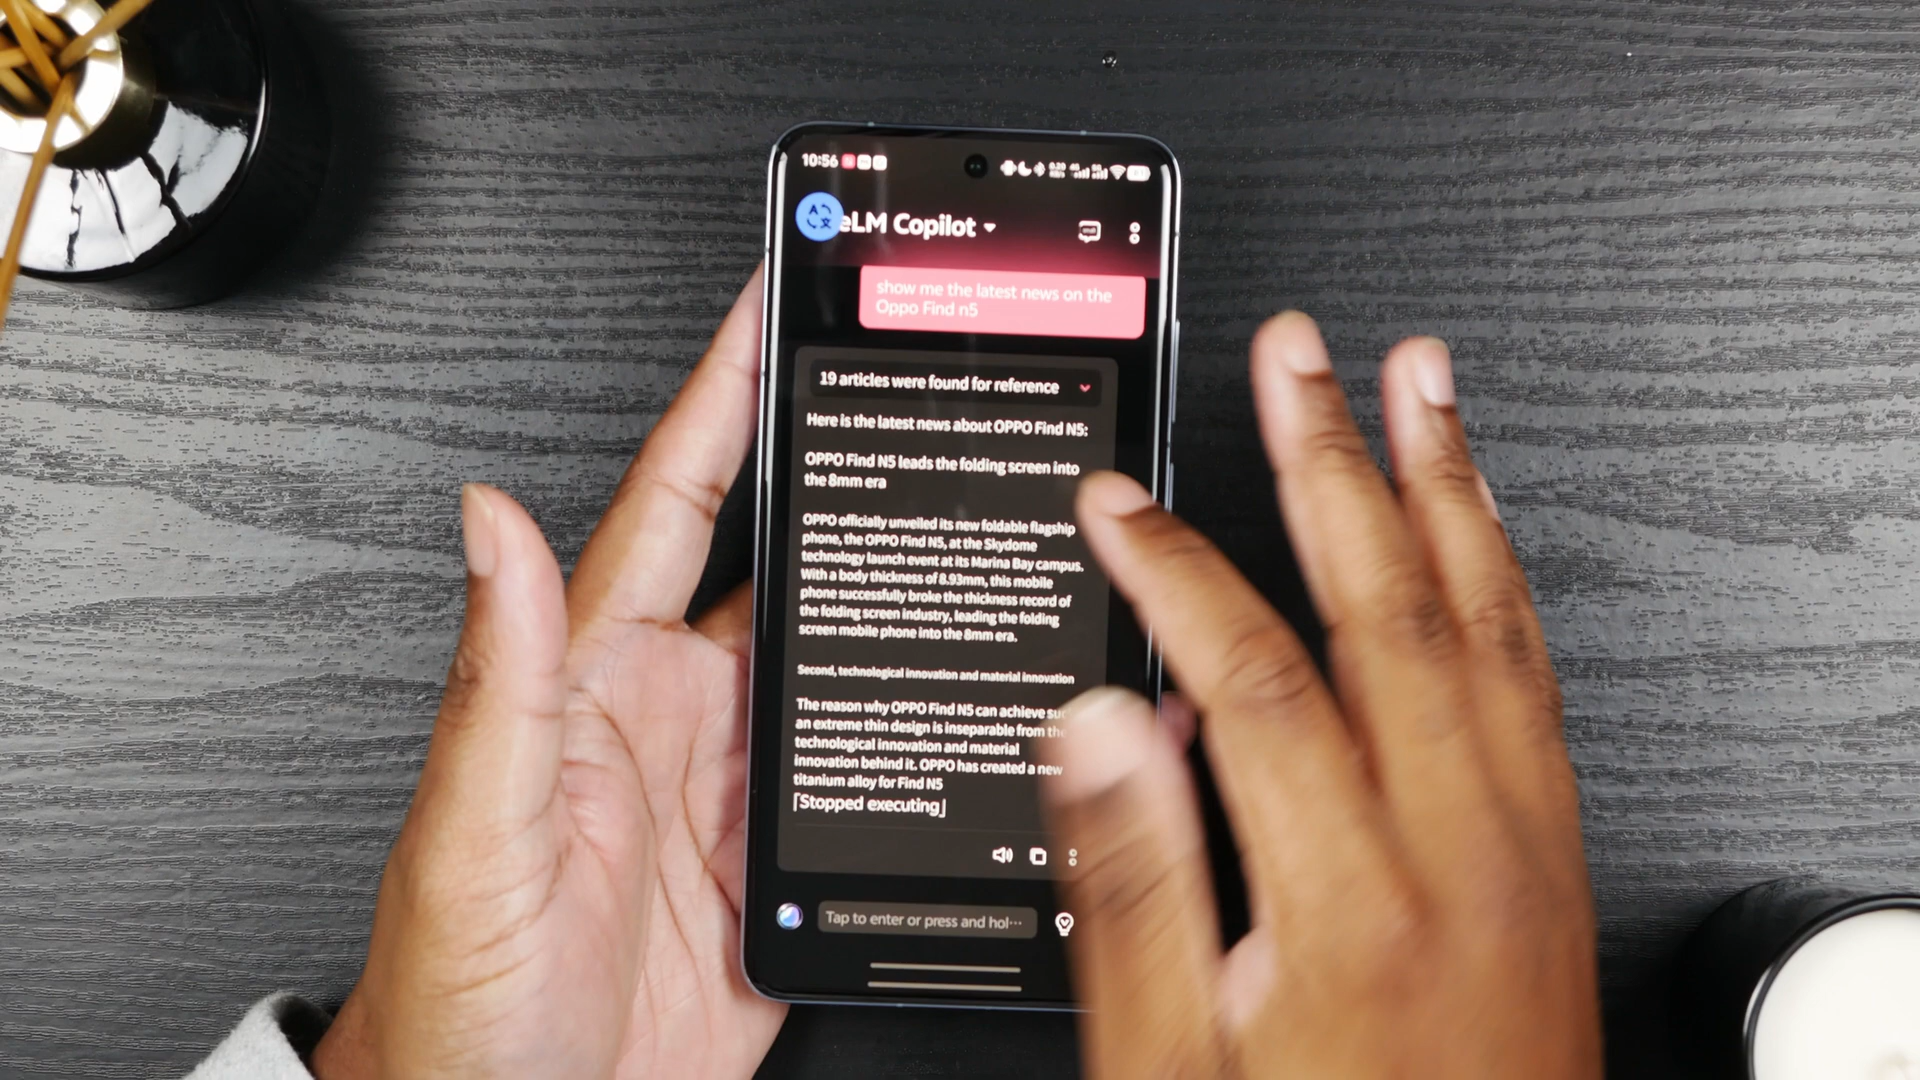 10:56
eLM Copilot
show me the latest news on the
Oppo Find n5
19 articles were found for reference
Here is the latest news about OPPO Find N5:
OPPO Find N5 leads the folding screen into
the 8mm era
OPPO officially unveiled its new foldable flagship
phone, the OPPO Find N5, at the Skydome
technology launch event at its Marina Bay campus.
With a body thickness of 8.93mm, this mobile
phone successfully broke the thickness record of
the folding screen industry, leading the folding
screen mobile phone into the 8mm era.
Second, technological innovation and material innovation
The reason why OPPO Find N5 can achieve
an extreme thin design is inseparable from
technological innovation and material
innovation behind it. OPPO has created a new
titanium alloy for Find N5
⌈Stopped executing⌋
Tap to enter or press and hol···